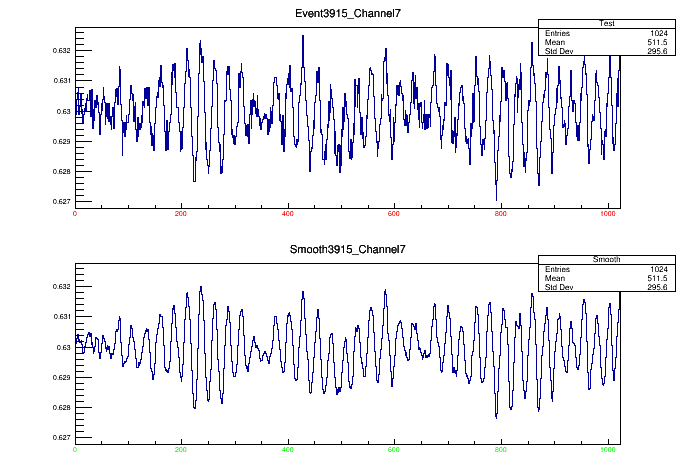 Event3915_Channel7
Test
Entries 1024
Mean 511.5
Std Dev 295.6
0.632
0.631
0.63
0.629
0.628
0.627
0 200 400 600 800 1000
Smooth3915_Channel7
Smooth
Entries 1024
Mean 511.5
Std Dev 295.6
0.632
0.631
0.63
0.629
0.628
0.627
0 200 400 600 800 1000